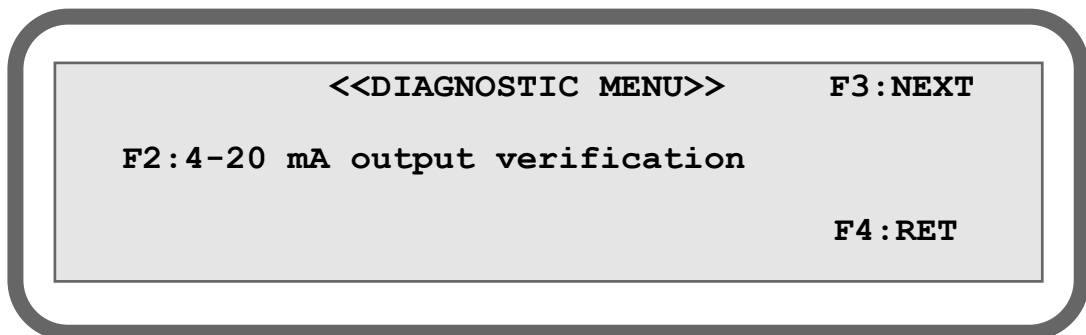 <<DIAGNOSTIC MENU>> F3:NEXT
F2:4-20 mA output verification
F4:RET